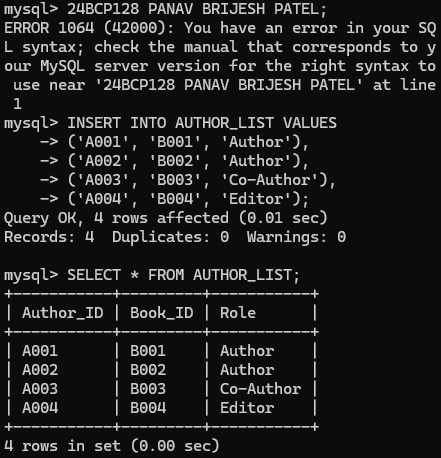 mysql> 24BCP128 PANAV BRIJESH PATEL;
ERROR 1064 (42000): You have an error in your SQ
L syntax; check the manual that corresponds to y
our MySQL server version for the right syntax to
 use near '24BCP128 PANAV BRIJESH PATEL' at line
 1
mysql> INSERT INTO AUTHOR_LIST VALUES
    -> ('A001', 'B001', 'Author'),
    -> ('A002', 'B002', 'Author'),
    -> ('A003', 'B003', 'Co-Author'),
    -> ('A004', 'B004', 'Editor');
Query OK, 4 rows affected (0.01 sec)
Records: 4  Duplicates: 0  Warnings: 0

mysql> SELECT * FROM AUTHOR_LIST;
+-----------+---------+-----------+
| Author_ID | Book_ID | Role      |
+-----------+---------+-----------+
| A001      | B001    | Author    |
| A002      | B002    | Author    |
| A003      | B003    | Co-Author |
| A004      | B004    | Editor    |
+-----------+---------+-----------+
4 rows in set (0.00 sec)